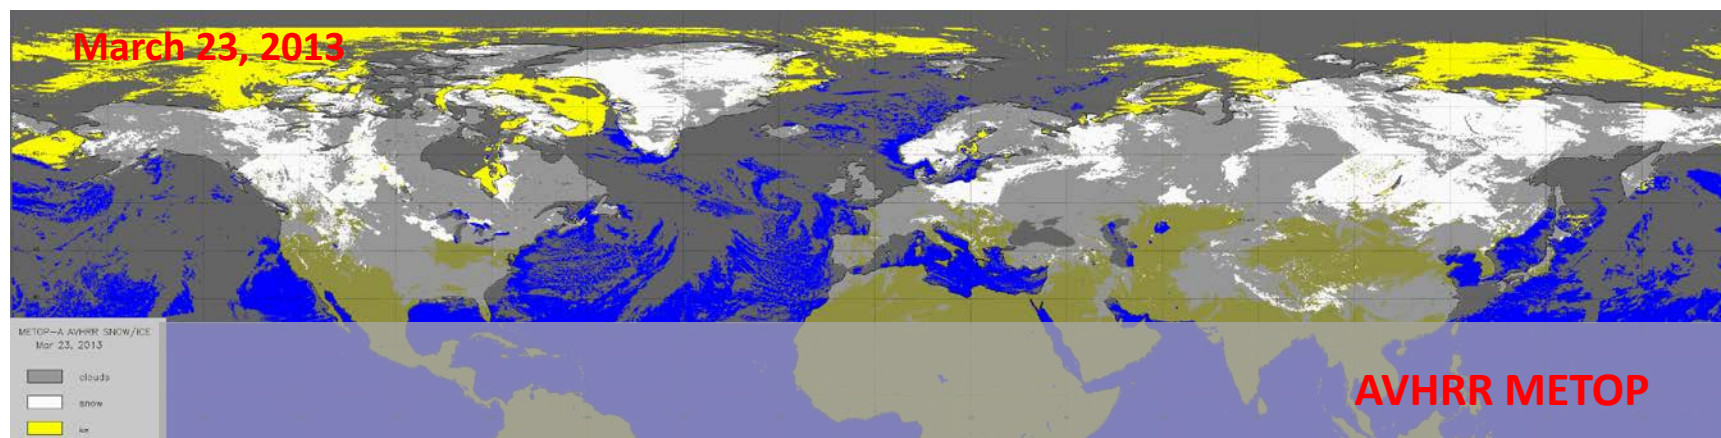 March 23, 2013
METOP-A AVHRR SNOW/ICE
Mar 23, 2013
clouds
snow
ice
AVHRR METOP